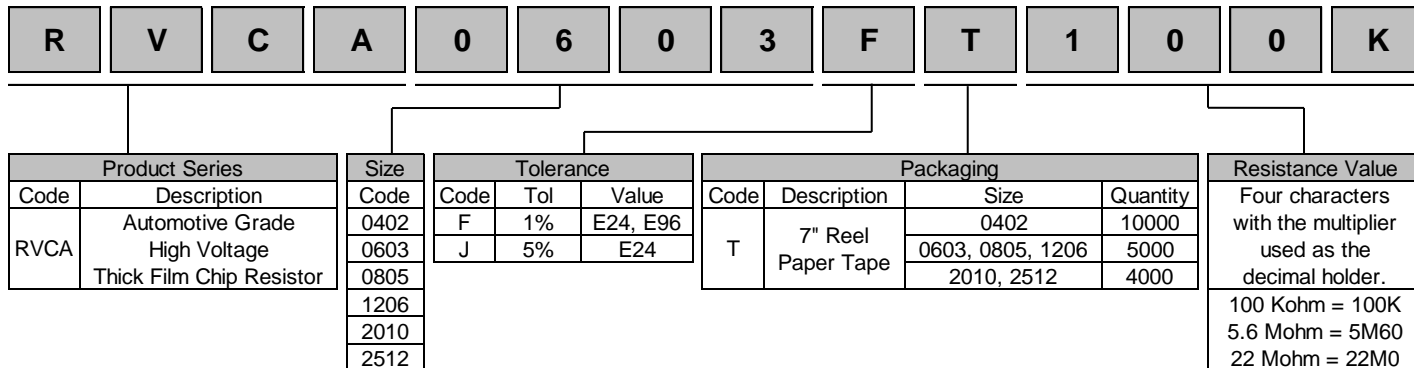 R V C A 0 6 0 3 F T 1 0 0 K
Product Series
Code Description
RVCA Automotive Grade
High Voltage
Thick Film Chip Resistor
Size
Code
0402
0603
0805
1206
2010
2512
Tolerance
Code Tol Value
F 1% E24, E96
J 5% E24
Packaging
Code Description Size Quantity
T 7" Reel
Paper Tape
0402 10000
0603, 0805, 1206 5000
2010, 2512 4000
Resistance Value
Four characters
with the multiplier
used as the
decimal holder.
100 Kohm = 100K
5.6 Mohm = 5M60
22 Mohm = 22M0